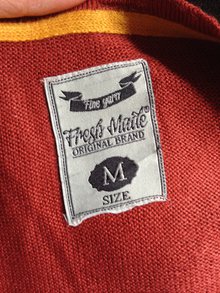 Fine yarn
Fresh Made®
ORIGINAL BRAND
M
SIZE